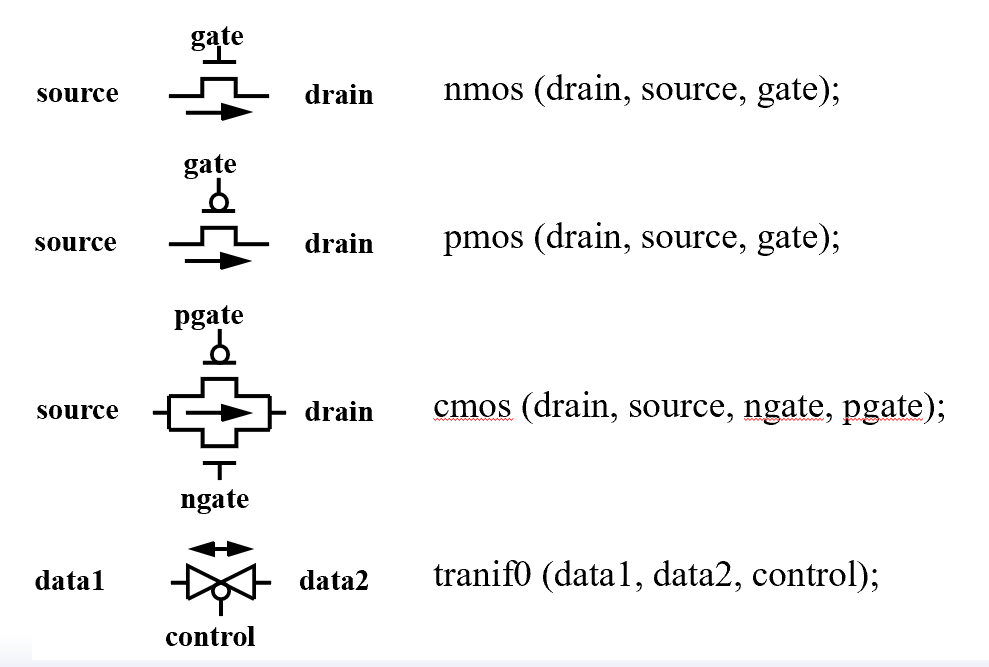 gate
source drain nmos (drain, source, gate);
gate
source drain pmos (drain, source, gate);
pgate
source drain cmos (drain, source, ngate, pgate);
ngate
data1 data2 tranif0 (data1, data2, control);
control